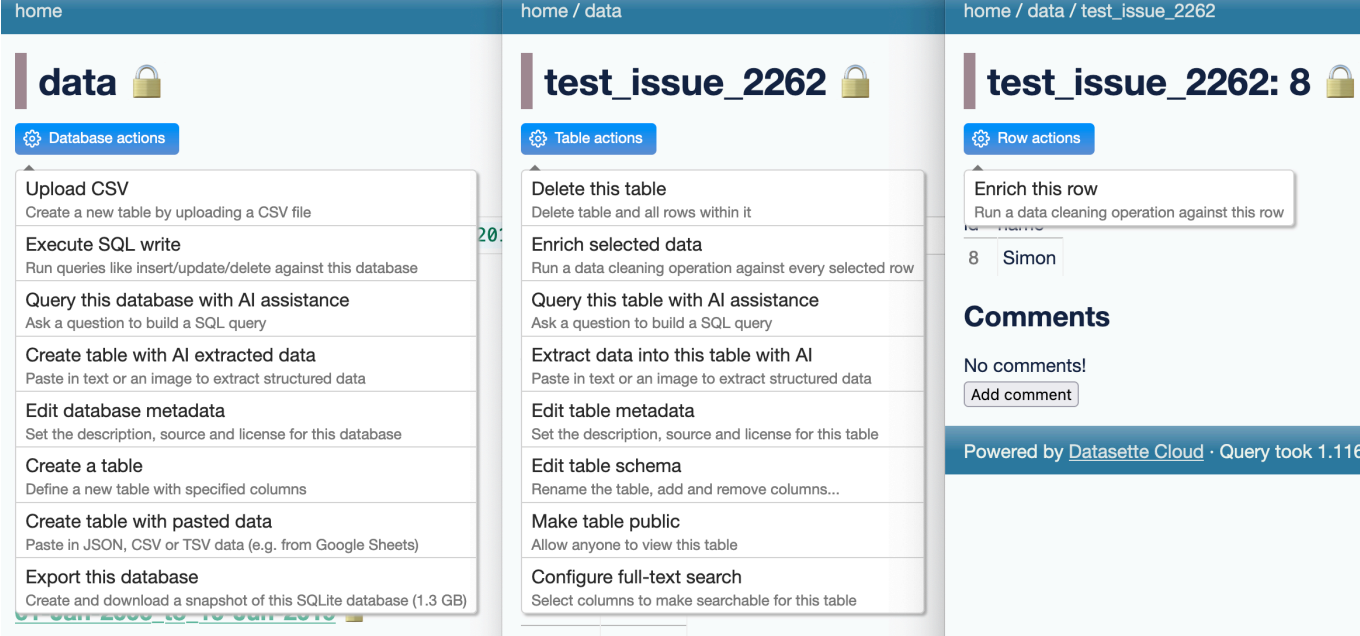 home
data
Database actions
Upload CSV
Create a new table by uploading a CSV file
Execute SQL write
Run queries like insert/update/delete against this database
Query this database with AI assistance
Ask a question to build a SQL query
Create table with AI extracted data
Paste in text or an image to extract structured data
Edit database metadata
Set the description, source and license for this database
Create a table
Define a new table with specified columns
Create table with pasted data
Paste in JSON, CSV or TSV data (e.g. from Google Sheets)
Export this database
Create and download a snapshot of this SQLite database (1.3 GB)
home / data
test_issue_2262
Table actions
Delete this table
Delete table and all rows within it
Enrich selected data
Run a data cleaning operation against every selected row
Query this table with AI assistance
Ask a question to build a SQL query
Extract data into this table with AI
Paste in text or an image to extract structured data
Edit table metadata
Set the description, source and license for this table
Edit table schema
Rename the table, add and remove columns...
Make table public
Allow anyone to view this table
Configure full-text search
Select columns to make searchable for this table
home / data / test_issue_2262
test_issue_2262: 8
Row actions
Enrich this row
Run a data cleaning operation against this row
id name
8 Simon
Comments
No comments!
Add comment
Powered by Datasette Cloud · Query took 1.116